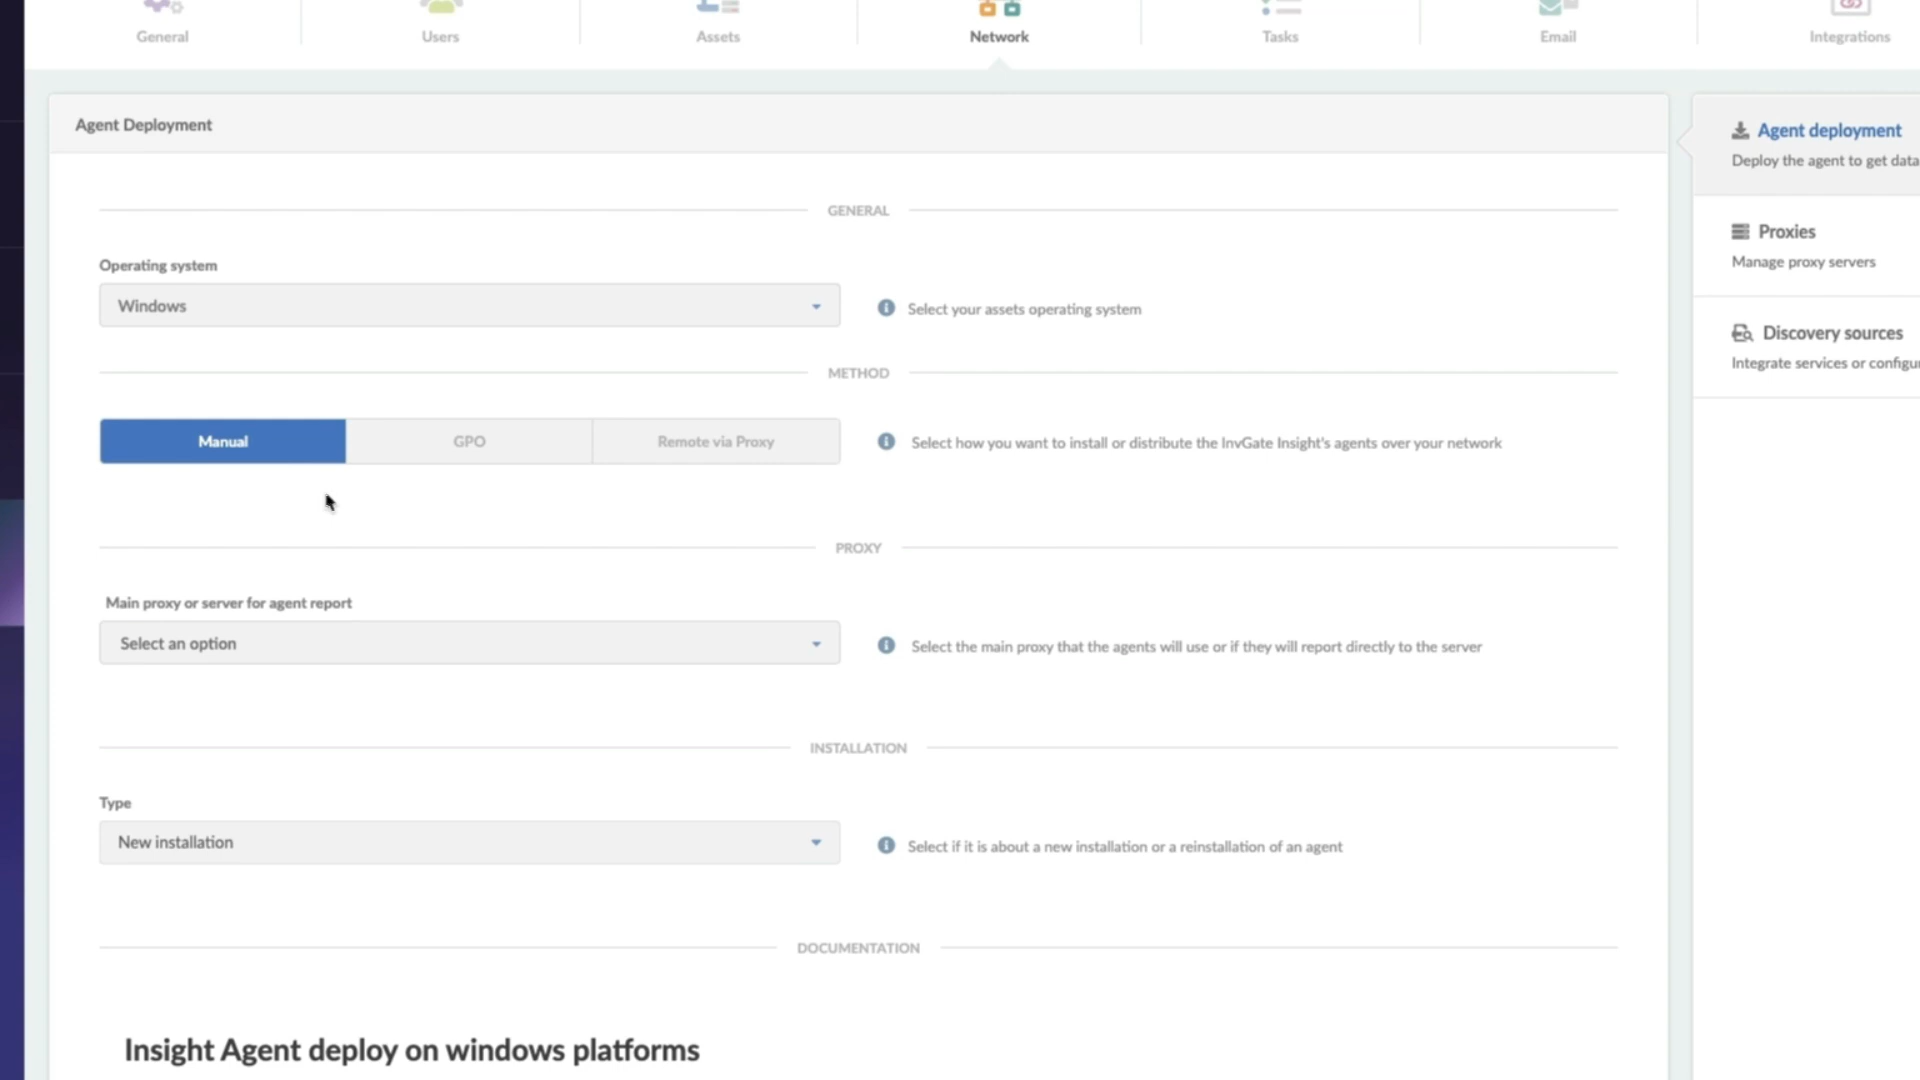 General
Users
Assets
Network
Tasks
Email
Integrations
Agent Deployment
GENERAL
Operating system
Windows
Select your assets operating system
METHOD
Manual
GPO
Remote via Proxy
Select how you want to install or distribute the InvGate Insight's agents over your network
PROXY
Main proxy or server for agent report
Select an option
Select the main proxy that the agents will use or if they will report directly to the server
INSTALLATION
Type
New installation
Select if it is about a new installation or a reinstallation of an agent
DOCUMENTATION
Insight Agent deploy on windows platforms
Agent deployment
Deploy the agent to get data
Proxies
Manage proxy servers
Discovery sources
Integrate services or configu